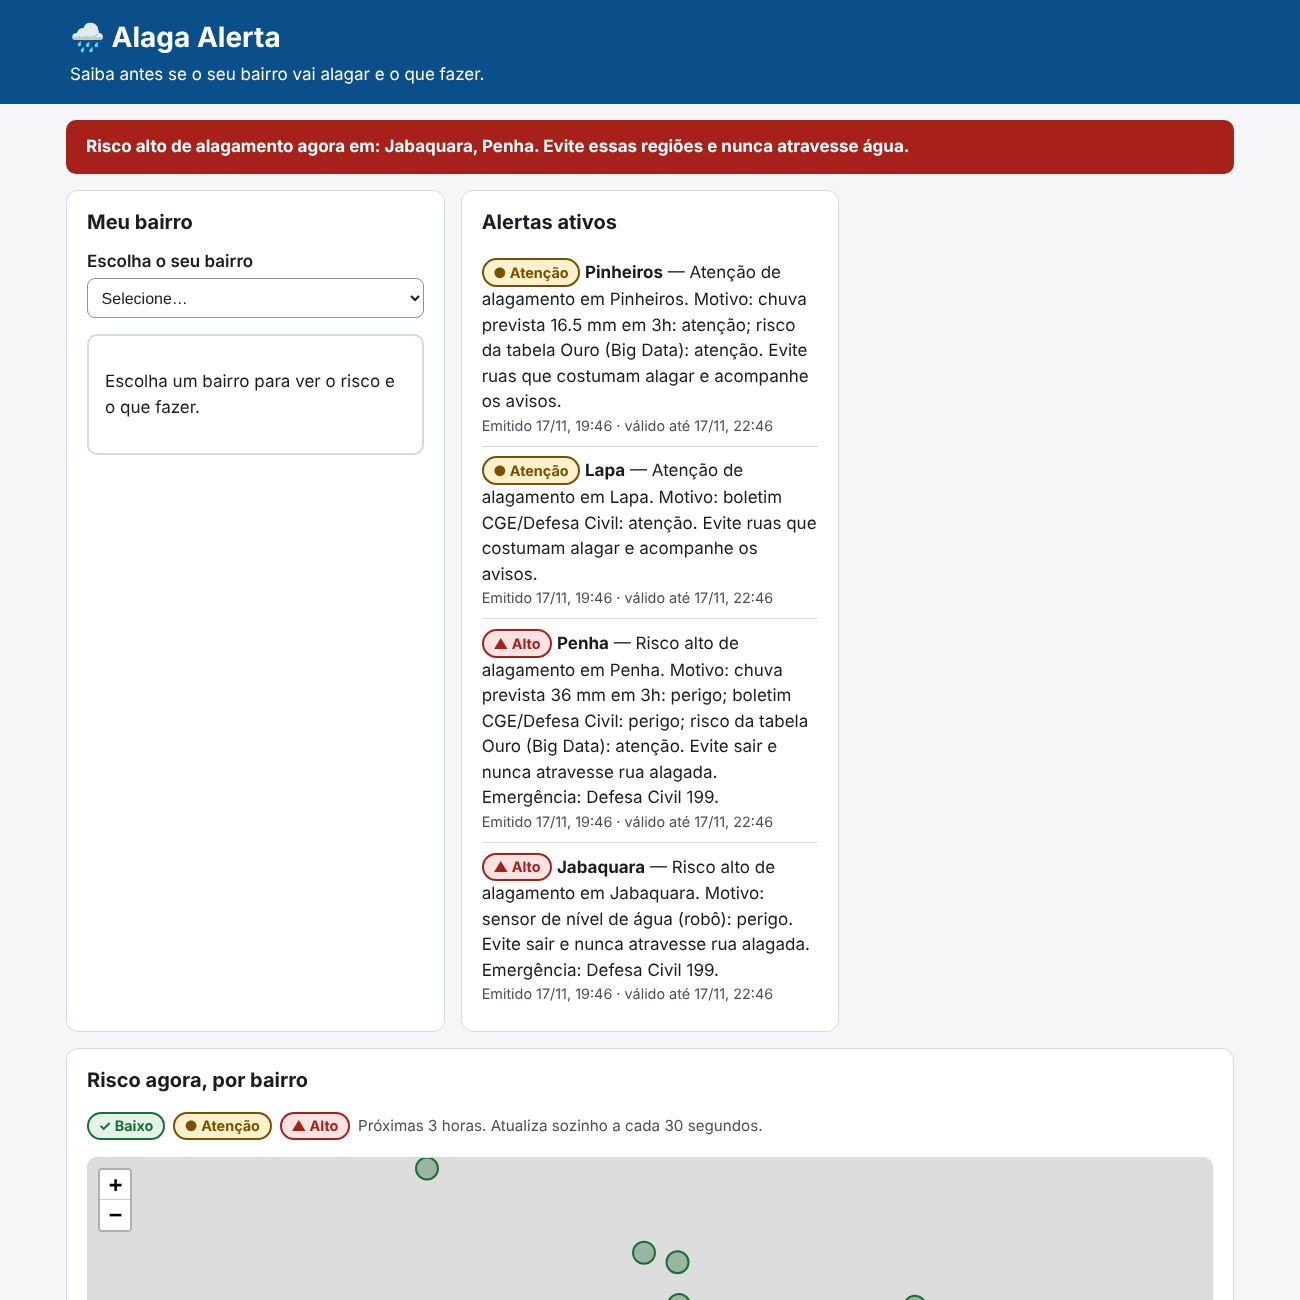 Alaga Alerta
Saiba antes se o seu bairro vai alagar e o que fazer.
Risco alto de alagamento agora em: Jabaquara, Penha. Evite essas regiões e nunca atravesse água.
Meu bairro
Escolha o seu bairro
Selecione...
Escolha um bairro para ver o risco e
o que fazer.
Alertas ativos
● Atenção Pinheiros — Atenção de
alagamento em Pinheiros. Motivo: chuva
prevista 16.5 mm em 3h: atenção; risco
da tabela Ouro (Big Data): atenção. Evite
ruas que costumam alagar e acompanhe
os avisos.
Emitido 17/11, 19:46 · válido até 17/11, 22:46
● Atenção Lapa — Atenção de
alagamento em Lapa. Motivo: boletim
CGE/Defesa Civil: atenção. Evite ruas que
costumam alagar e acompanhe os
avisos.
Emitido 17/11, 19:46 · válido até 17/11, 22:46
▲ Alto Penha — Risco alto de
alagamento em Penha. Motivo: chuva
prevista 36 mm em 3h: perigo; boletim
CGE/Defesa Civil: perigo; risco da tabela
Ouro (Big Data): atenção. Evite sair e
nunca atravesse rua alagada.
Emergência: Defesa Civil 199.
Emitido 17/11, 19:46 · válido até 17/11, 22:46
▲ Alto Jabaquara — Risco alto de
alagamento em Jabaquara. Motivo:
sensor de nível de água (robô): perigo.
Evite sair e nunca atravesse rua alagada.
Emergência: Defesa Civil 199.
Emitido 17/11, 19:46 · válido até 17/11, 22:46
Risco agora, por bairro
✓ Baixo ● Atenção ▲ Alto Próximas 3 horas. Atualiza sozinho a cada 30 segundos.
+
−